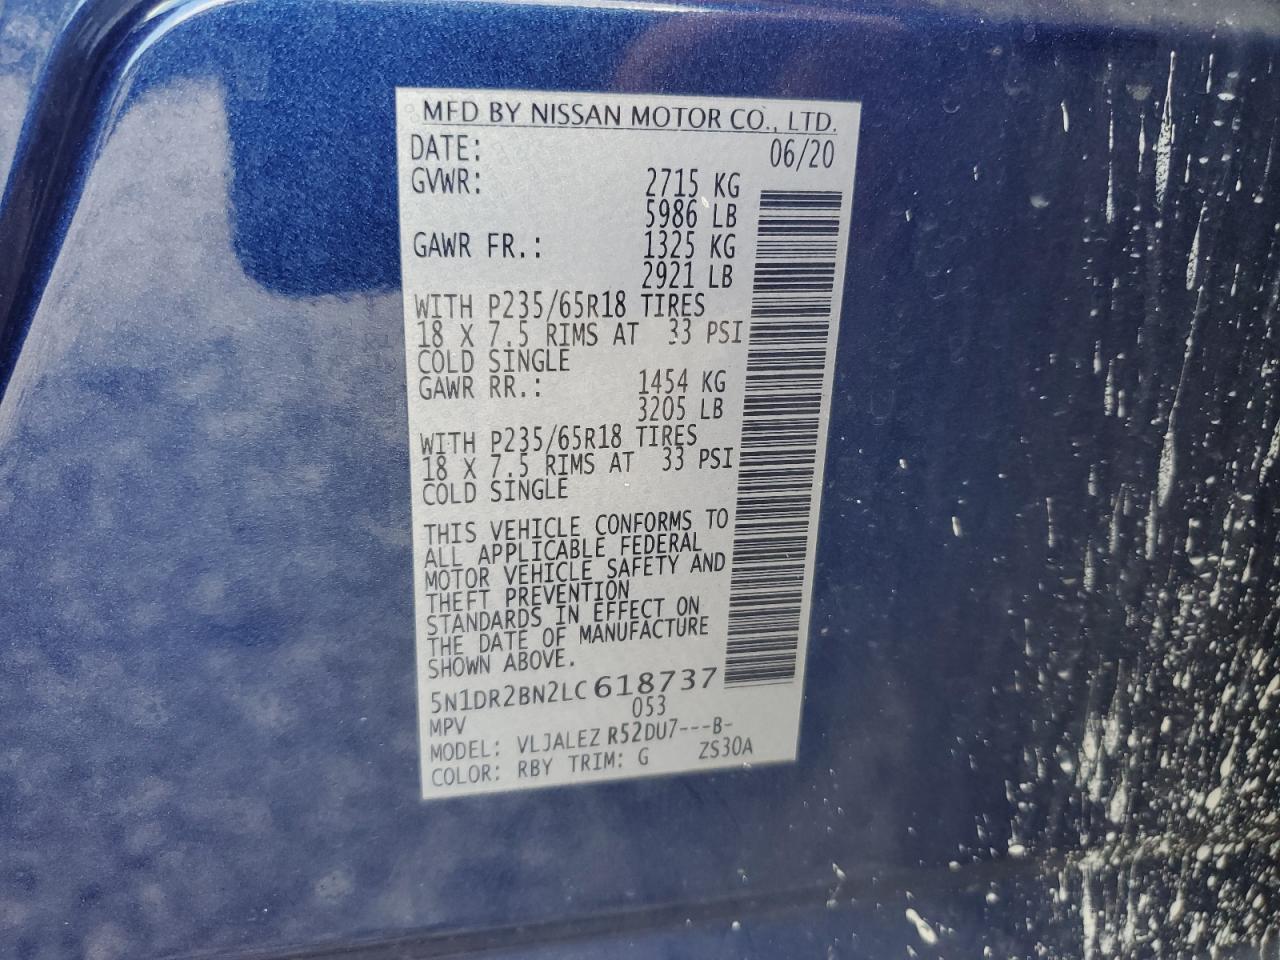 MFD BY NISSAN MOTOR CO., LTD.
DATE: 06/20
GVWR: 2715 KG
5986 LB
GAWR FR.: 1325 KG
2921 LB
WITH P235/65R18 TIRES
18 X 7.5 RIMS AT 33 PSI
COLD SINGLE
GAWR RR.: 1454 KG
3205 LB
WITH P235/65R18 TIRES
18 X 7.5 RIMS AT 33 PSI
COLD SINGLE
THIS VEHICLE CONFORMS TO
ALL APPLICABLE FEDERAL
MOTOR VEHICLE SAFETY AND
THEFT PREVENTION
STANDARDS IN EFFECT ON
THE DATE OF MANUFACTURE
SHOWN ABOVE.
5N1DR2BN2LC618737
MPV 053
MODEL: VLJALEZ R52DU7---B-
COLOR: RBY TRIM: G ZS30A